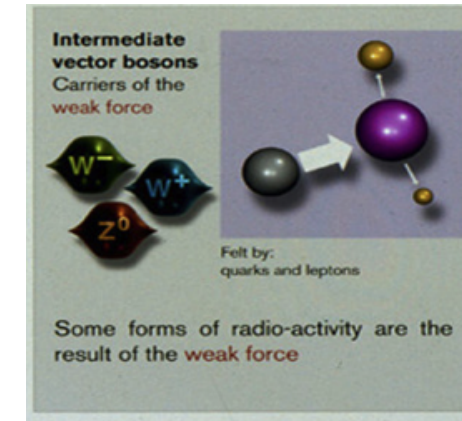 Intermediate
vector bosons
Carriers of the
weak force
W⁻
W⁺
Z⁰
Felt by:
quarks and leptons
Some forms of radio-activity are the
result of the weak force